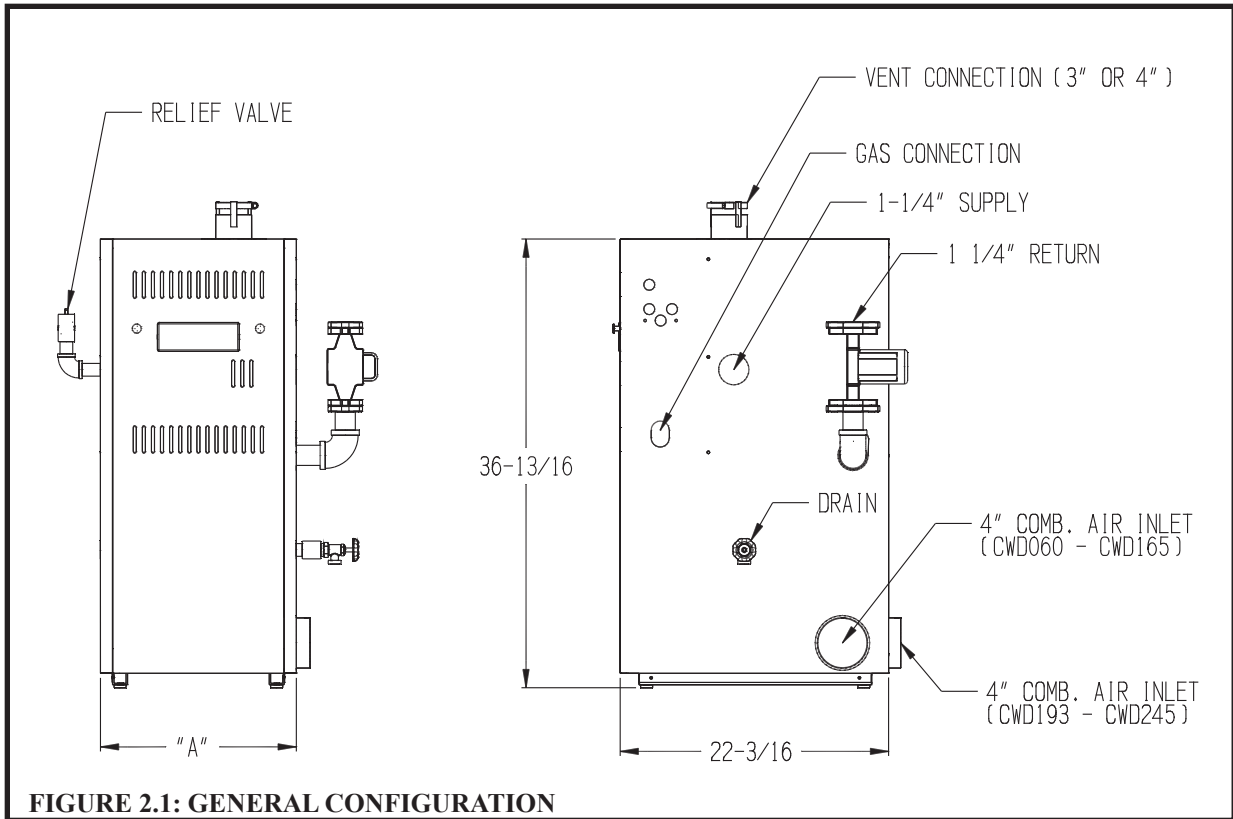 VENT CONNECTION (3" OR 4")
RELIEF VALVE
GAS CONNECTION
1-1/4" SUPPLY
1 1/4" RETURN
36-13/16
DRAIN
4" COMB. AIR INLET
(CWD060 - CWD165)
4" COMB. AIR INLET
(CWD193 - CWD245)
"A"
22-3/16
FIGURE 2.1: GENERAL CONFIGURATION